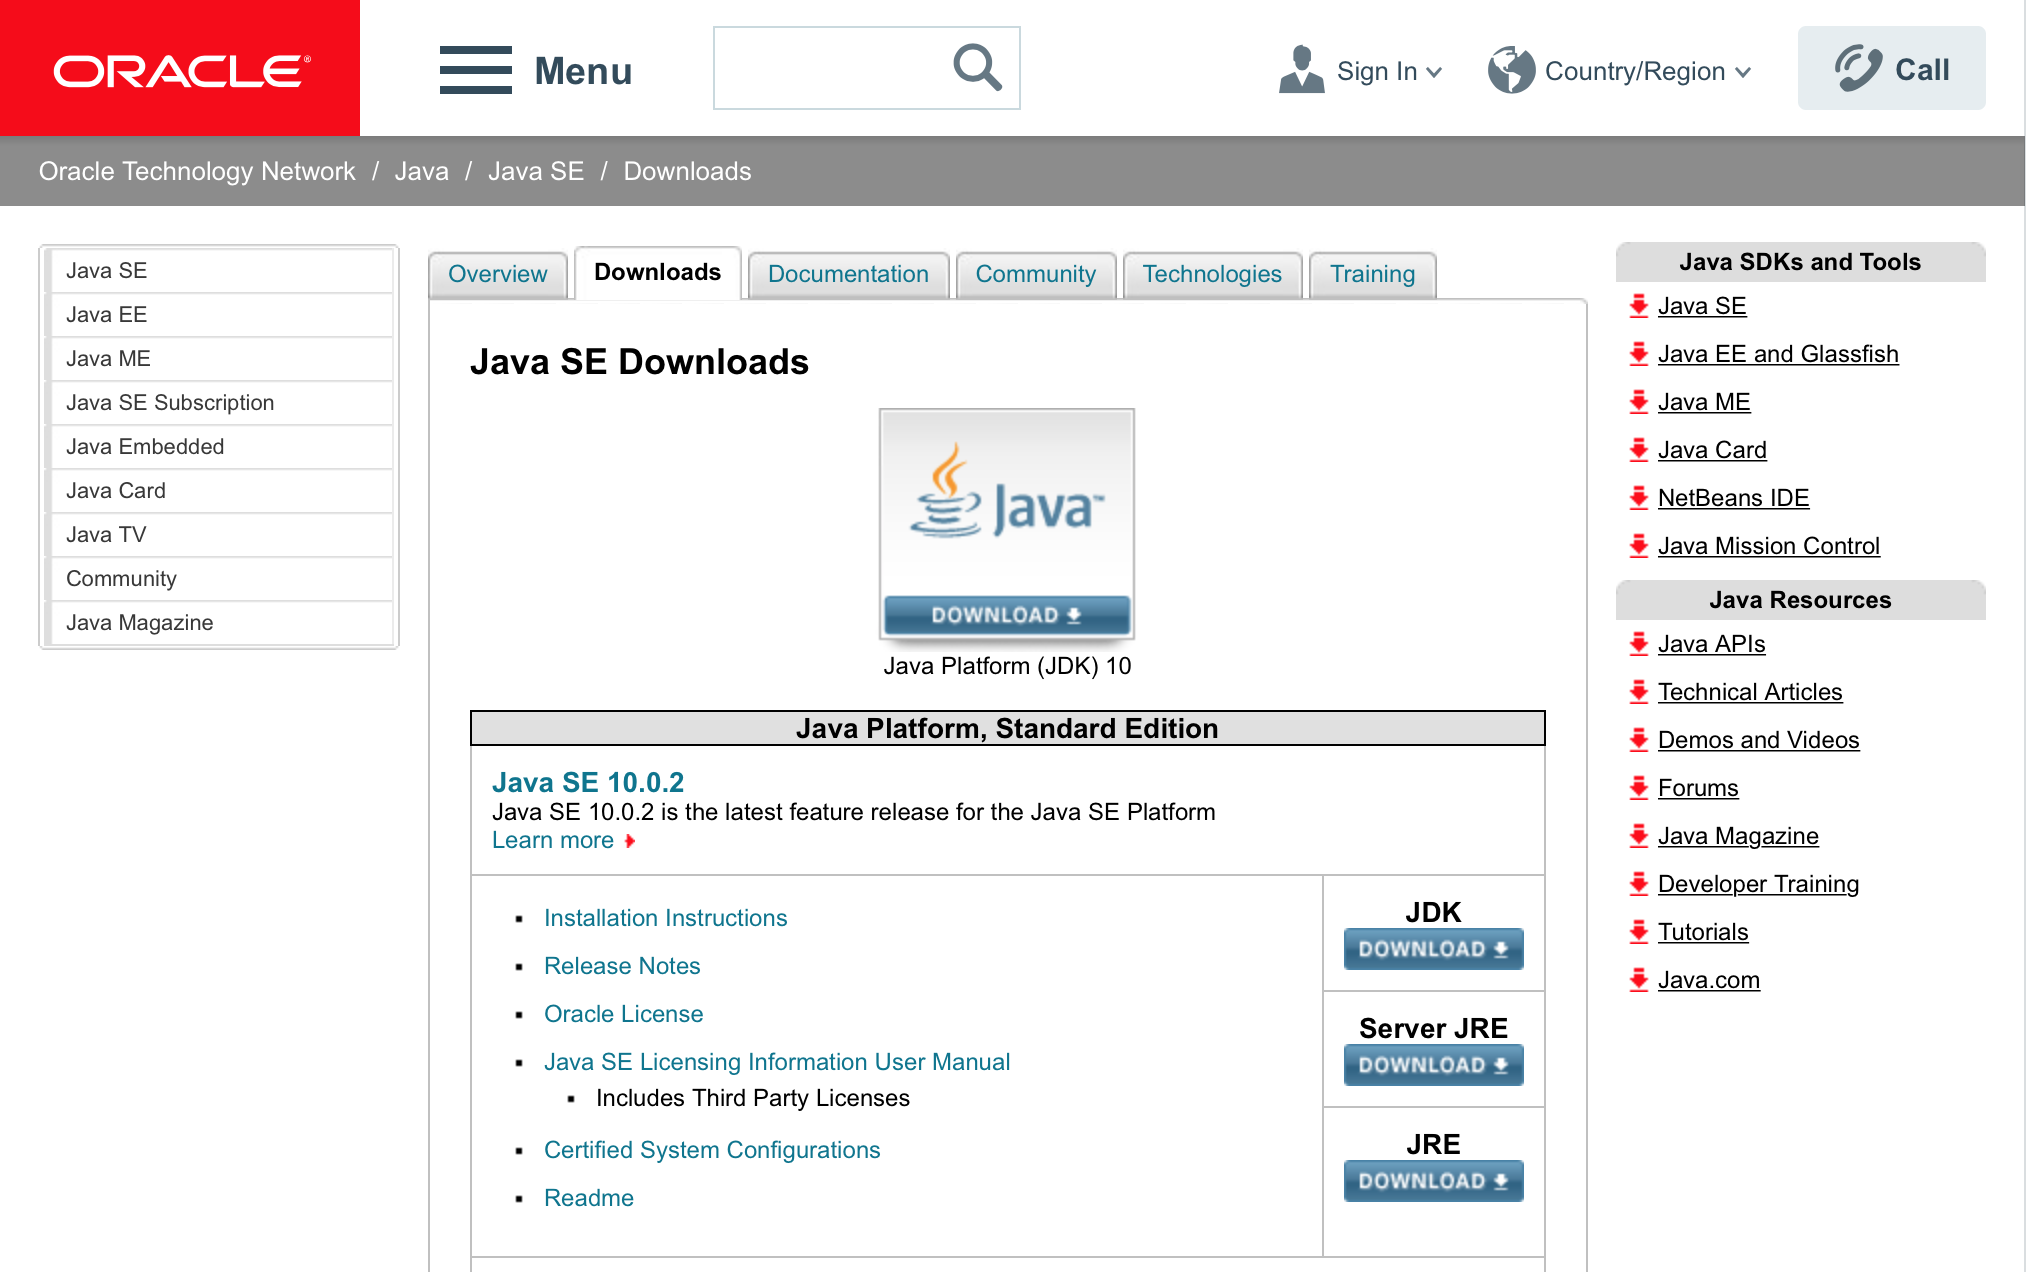 ORACLE®
Menu
Sign In
Country/Region
Call
Oracle Technology Network / Java / Java SE / Downloads
Java SE
Java EE
Java ME
Java SE Subscription
Java Embedded
Java Card
Java TV
Community
Java Magazine
Overview
Downloads
Documentation
Community
Technologies
Training
Java SE Downloads
Java™
DOWNLOAD
Java Platform (JDK) 10
Java Platform, Standard Edition
Java SE 10.0.2
Java SE 10.0.2 is the latest feature release for the Java SE Platform
Learn more
Installation Instructions
Release Notes
Oracle License
Java SE Licensing Information User Manual
Includes Third Party Licenses
Certified System Configurations
Readme
JDK
DOWNLOAD
Server JRE
DOWNLOAD
JRE
DOWNLOAD
Java SDKs and Tools
Java SE
Java EE and Glassfish
Java ME
Java Card
NetBeans IDE
Java Mission Control
Java Resources
Java APIs
Technical Articles
Demos and Videos
Forums
Java Magazine
Developer Training
Tutorials
Java.com